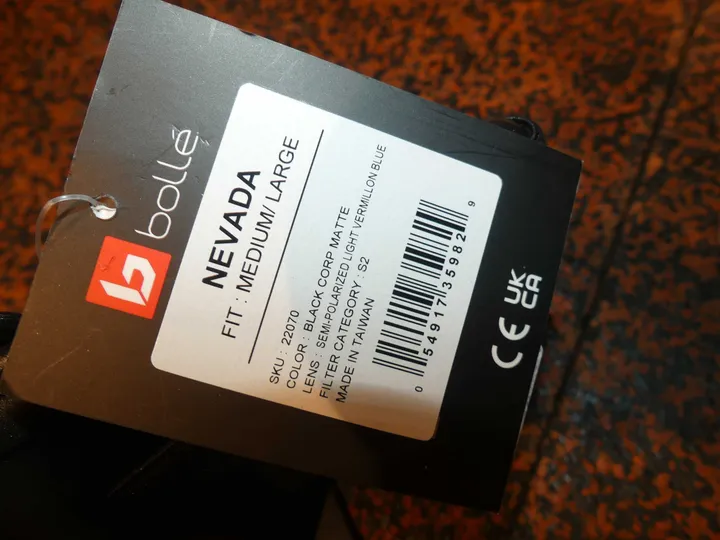 bollé
NEVADA
FIT : MEDIUM/ LARGE
SKU : 22070
COLOR : BLACK CORP MATTE
LENS : SEMI-POLARIZED LIGHT VERMILLON BLUE
FILTER CATEGORY : S2
MADE IN TAIWAN
0 54917 35982 9
CE UK
CA